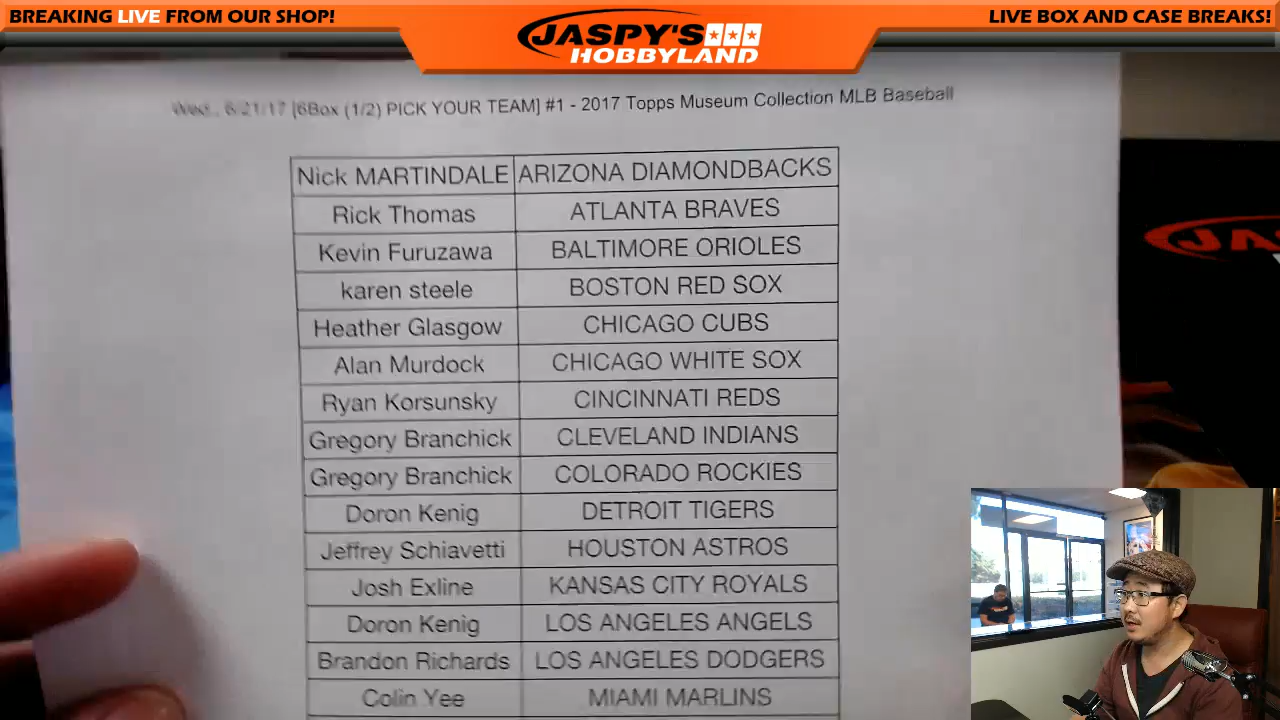 BREAKING LIVE FROM OUR SHOP!
JASPY'S
HOBBYLAND
LIVE BOX AND CASE BREAKS!
Wed., 6/21/17 [6Box (1/2) PICK YOUR TEAM] #1 - 2017 Topps Museum Collection MLB Baseball
Nick MARTINDALE ARIZONA DIAMONDBACKS
Rick Thomas ATLANTA BRAVES
Kevin Furuzawa BALTIMORE ORIOLES
karen steele BOSTON RED SOX
Heather Glasgow CHICAGO CUBS
Alan Murdock CHICAGO WHITE SOX
Ryan Korsunsky CINCINNATI REDS
Gregory Branchick CLEVELAND INDIANS
Gregory Branchick COLORADO ROCKIES
Doron Kenig DETROIT TIGERS
Jeffrey Schiavetti HOUSTON ASTROS
Josh Exline KANSAS CITY ROYALS
Doron Kenig LOS ANGELES ANGELS
Brandon Richards LOS ANGELES DODGERS
Colin Yee MIAMI MARLINS
JA